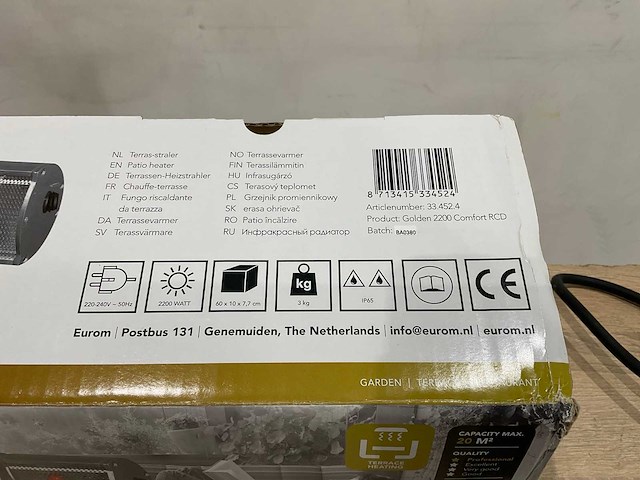 NL Terras-straler
EN Patio heater
DE Terrassen-Heizstrahler
FR Chauffe-terrasse
IT Fungo riscaldante
da terrazza
DA Terrassevarmer
SV Terrassvärmare
NO Terrassevarmer
FIN Terassilämmitin
HU Infrasugárzó
CS Terasový teplomet
PL Grzejnik promiennikowy
SK erasa ohrievač
RO Patio încălzire
RU Инфракрасный радиатор
8 713415 334524
Articlenumber: 33.452.4
Product: Golden 2200 Comfort RCD
Batch: BA0380
220-240V ~ 50Hz
2200 WATT
60 x 10 x 7,7 cm
kg
3 kg
IP65
CE
Eurom | Postbus 131 | Genemuiden, The Netherlands | info@eurom.nl | eurom.nl
GARDEN
TERRACE
HEATING
CAPACITY MAX.
20 M²
QUALITY
Professional
Excellent
Very good
Good